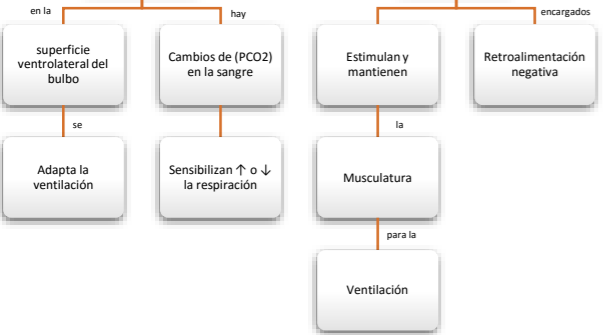 en la
hay
encargados
superficie
ventrolateral del
bulbo
Cambios de (PCO2)
en la sangre
Estimulan y
mantienen
Retroalimentación
negativa
se
la
Adapta la
ventilación
Sensibilizan ↑ o ↓
la respiración
Musculatura
para la
Ventilación